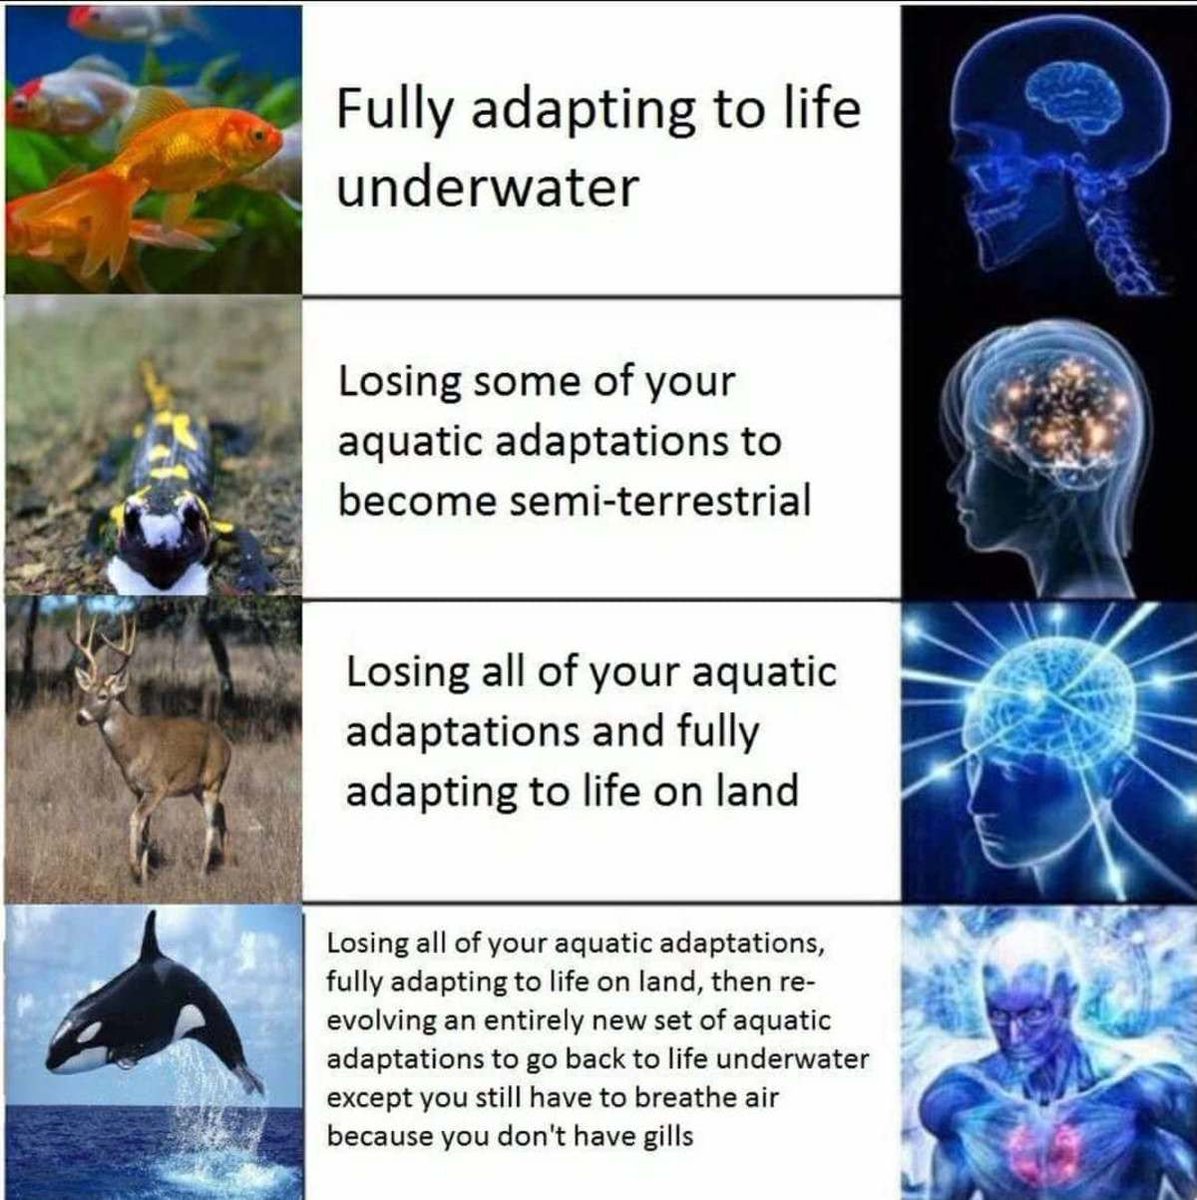 Fully adapting to life
underwater
Losing some of your
aquatic adaptations to
become semi-terrestrial
Losing all of your aquatic
adaptations and fully
adapting to life on land
Losing all of your aquatic adaptations,
fully adapting to life on land, then re-
evolving an entirely new set of aquatic
adaptations to go back to life underwater
except you still have to breathe air
because you don't have gills